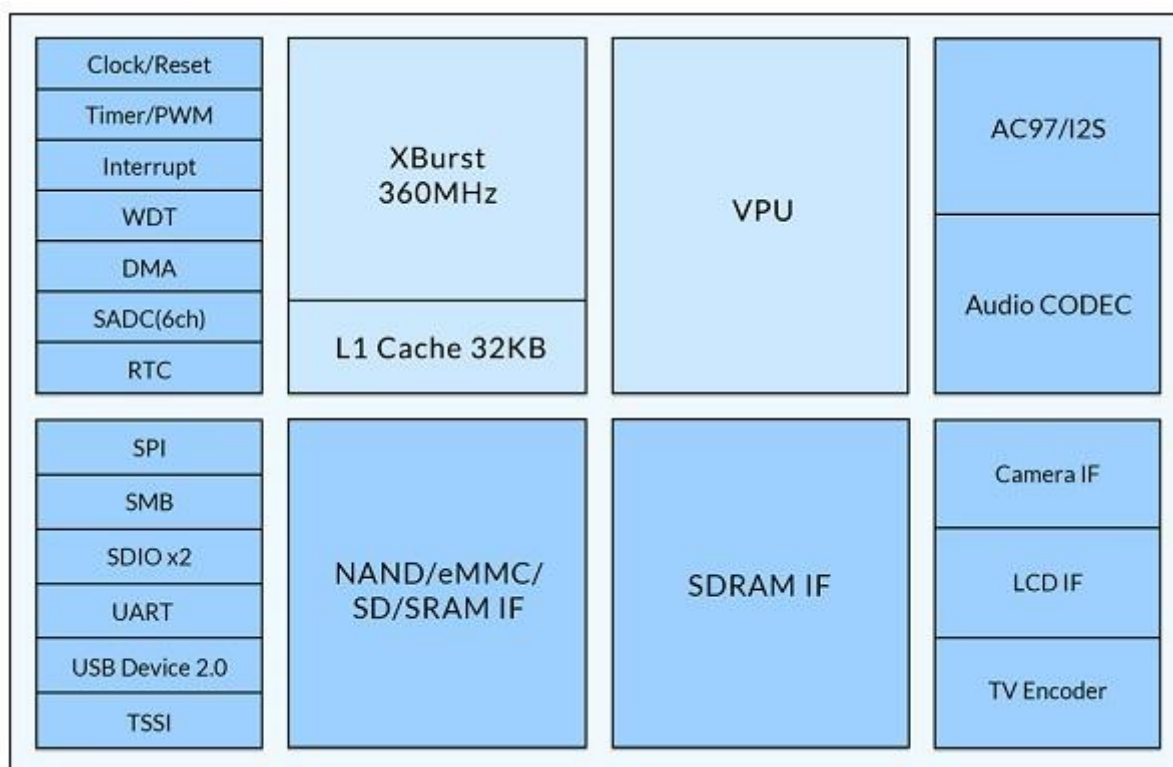 Clock/Reset
Timer/PWM
Interrupt
WDT
DMA
SADC(6ch)
RTC
XBurst
360MHz
L1 Cache 32KB
VPU
AC97/I2S
Audio CODEC
SPI
SMB
SDIO x2
UART
USB Device 2.0
TSSI
NAND/eMMC/
SD/SRAM IF
SDRAM IF
Camera IF
LCD IF
TV Encoder